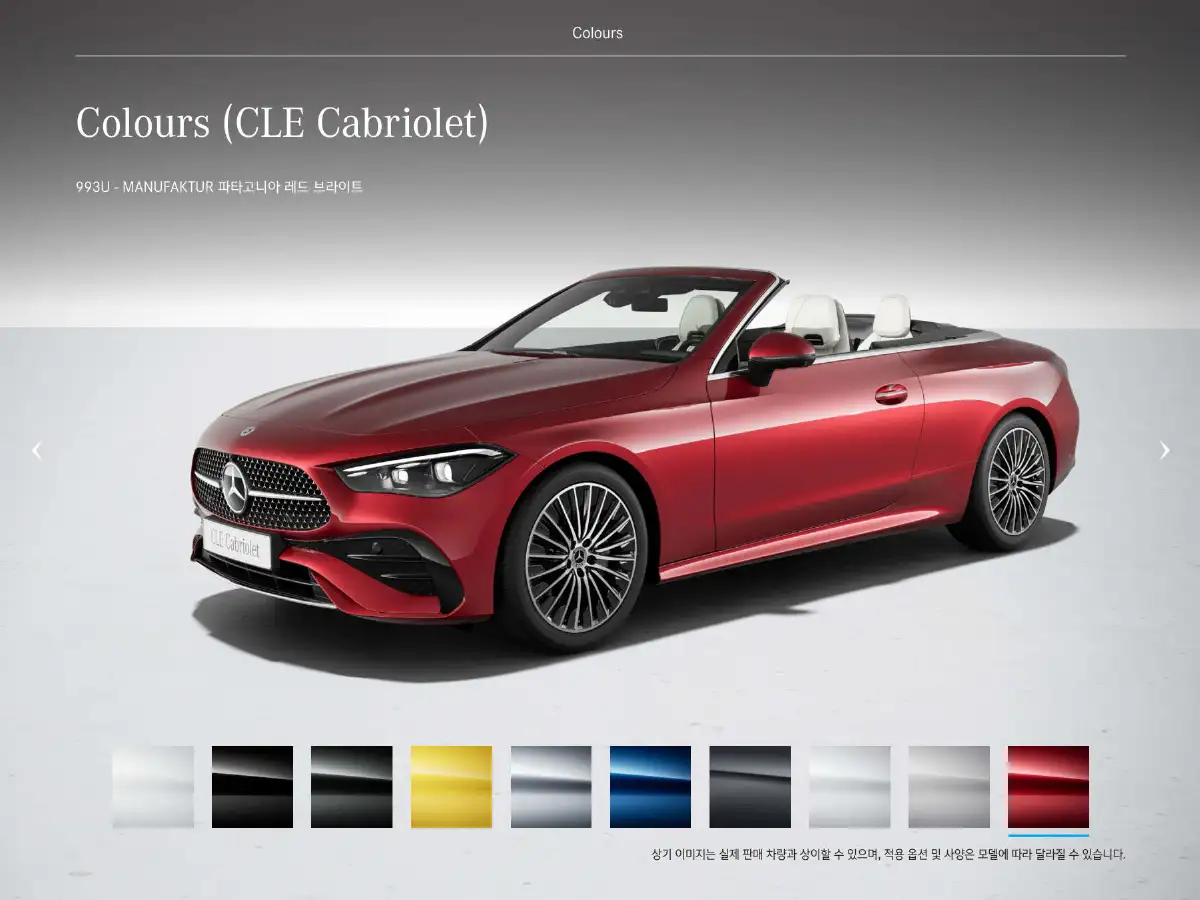 Colours
Colours (CLE Cabriolet)
993U - MANUFAKTUR 파타고니아 레드 브라이트
CLE Cabriolet
상기 이미지는 실제 판매 차량과 상이할 수 있으며, 적용 옵션 및 사양은 모델에 따라 달라질 수 있습니다.